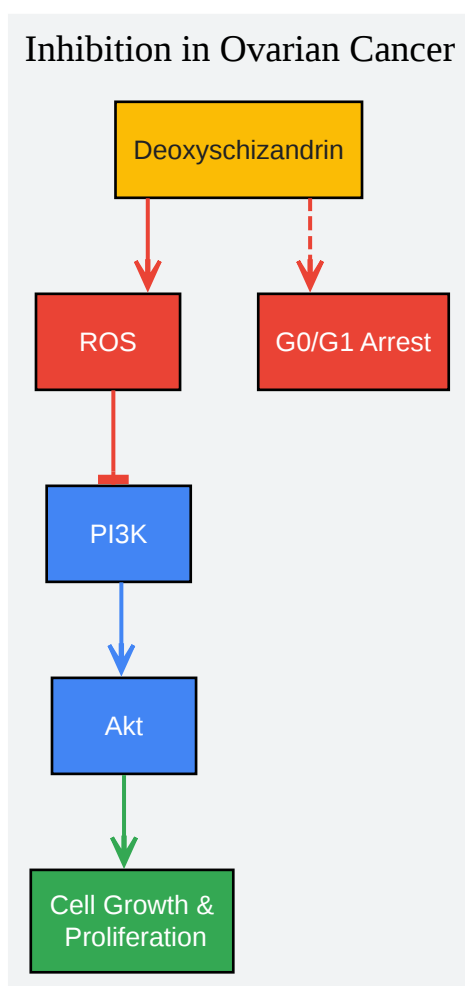 Inhibition in Ovarian Cancer
Deoxyschizandrin
ROS
G0/G1 Arrest
PI3K
Akt
Cell Growth &
Proliferation